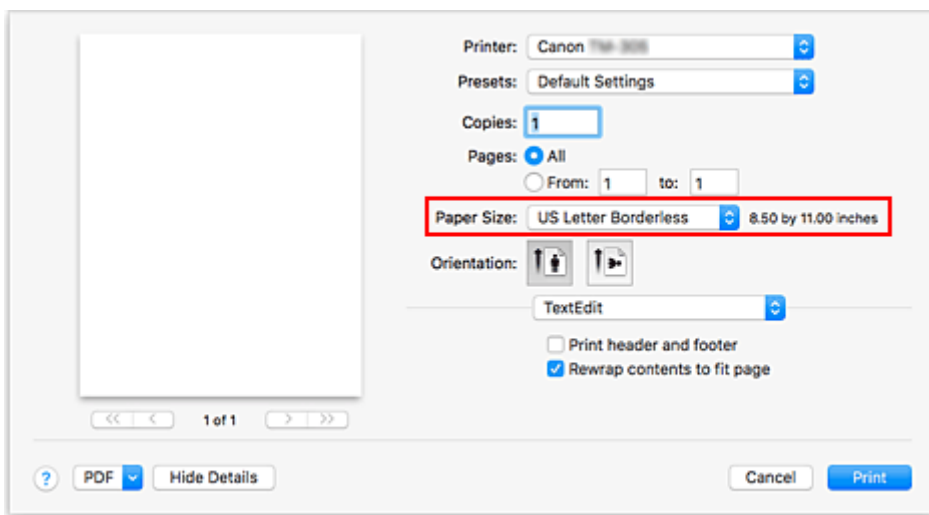 Printer: Canon
Presets: Default Settings
Copies: 1
Pages: All
From: 1 to: 1
Paper Size: US Letter Borderless 8.50 by 11.00 inches
Orientation:
TextEdit
Print header and footer
Rewrap contents to fit page
<< < 1 of 1 > >>
? PDF Hide Details Cancel Print